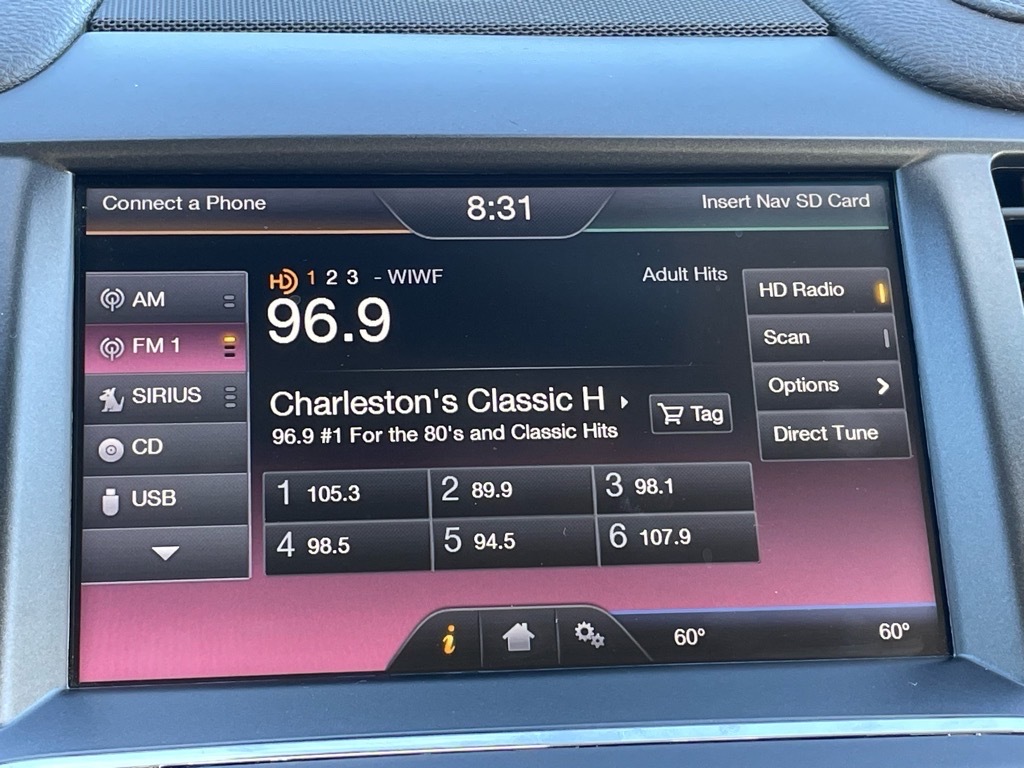 Connect a Phone
8:31
Insert Nav SD Card
AM
FM 1
SIRIUS
CD
USB
HD 1 2 3 - WIWF
Adult Hits
96.9
Charleston's Classic H
96.9 #1 For the 80's and Classic Hits
Tag
1 105.3
2 89.9
3 98.1
4 98.5
5 94.5
6 107.9
HD Radio
Scan
Options
Direct Tune
i
60°
60°